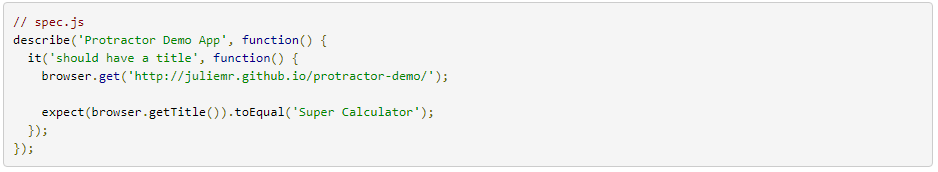 // spec.js
describe('Protractor Demo App', function() {
  it('should have a title', function() {
    browser.get('http://juliemr.github.io/protractor-demo/');

    expect(browser.getTitle()).toEqual('Super Calculator');
  });
});